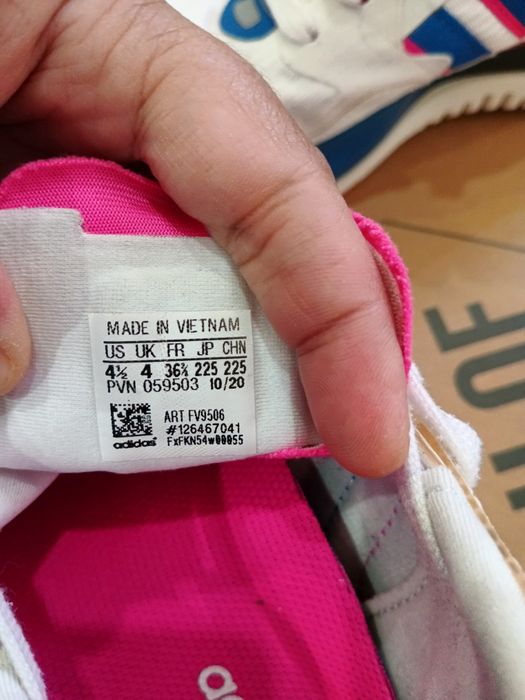 MADE IN VIETNAM
US UK FR JP CHN
4½ 4 36⅔ 225 225
PVN 059503 10/20
ART FV9506
#126467041
adidas FxFKN54w00055
OF